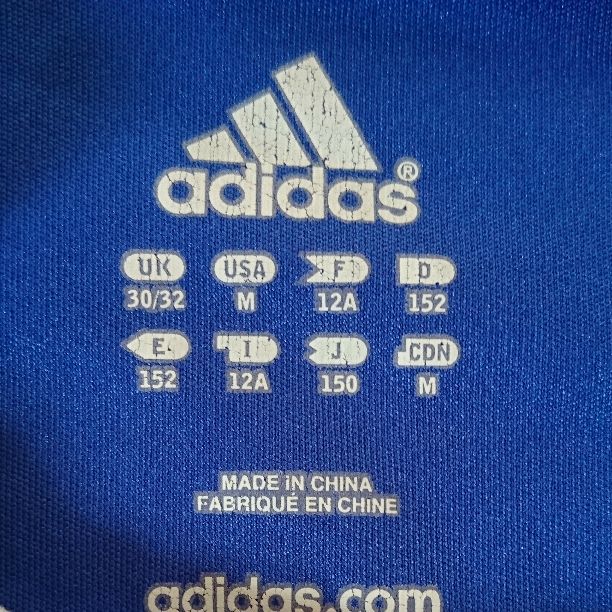 adidas®
UK USA F D
30/32 M 12A 152
E I J CDN
152 12A 150 M
MADE IN CHINA
FABRIQUÉ EN CHINE
adidas.com